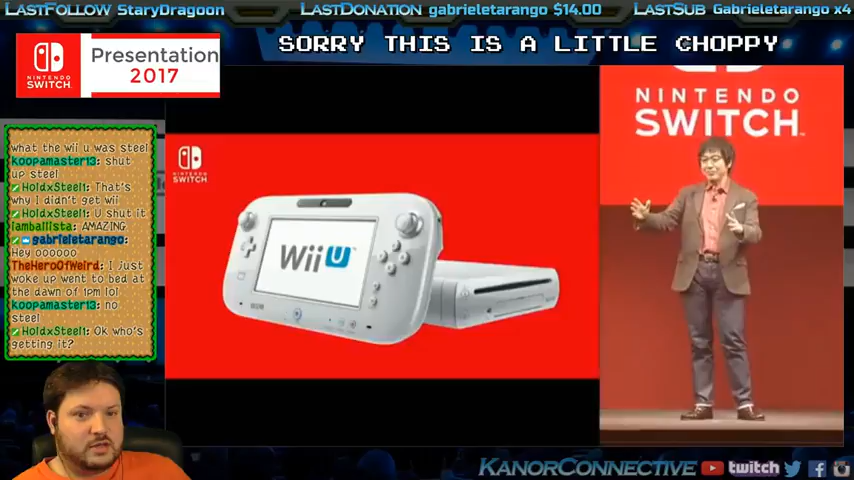 LASTFOLLOW STARYDRAGOON LASTDONATION gabrieletarango $14.00 LASTSUB Gabrieletarango x4
SORRY THIS IS A LITTLE CHOPPY
NINTENDO
SWITCH
Presentation
2017
NINTENDO
SWITCH
NINTENDO
SWITCH
WiiU
WiiU
what the wii u was steel
Koopamaster13: shut
up steel
HoldxSteel1: That's
why I didn't get wii
HoldxSteel1: U shut it
iamballista: AMAZING
gabrieletarango:
Hey oooooo
TheHeroOfWeird: I just
woke up went to bed at
the dawn of 1pm lol
Koopamaster13: no
steel
HoldxSteel1: Ok who's
getting it?
KANORCONNECTIVE twitch